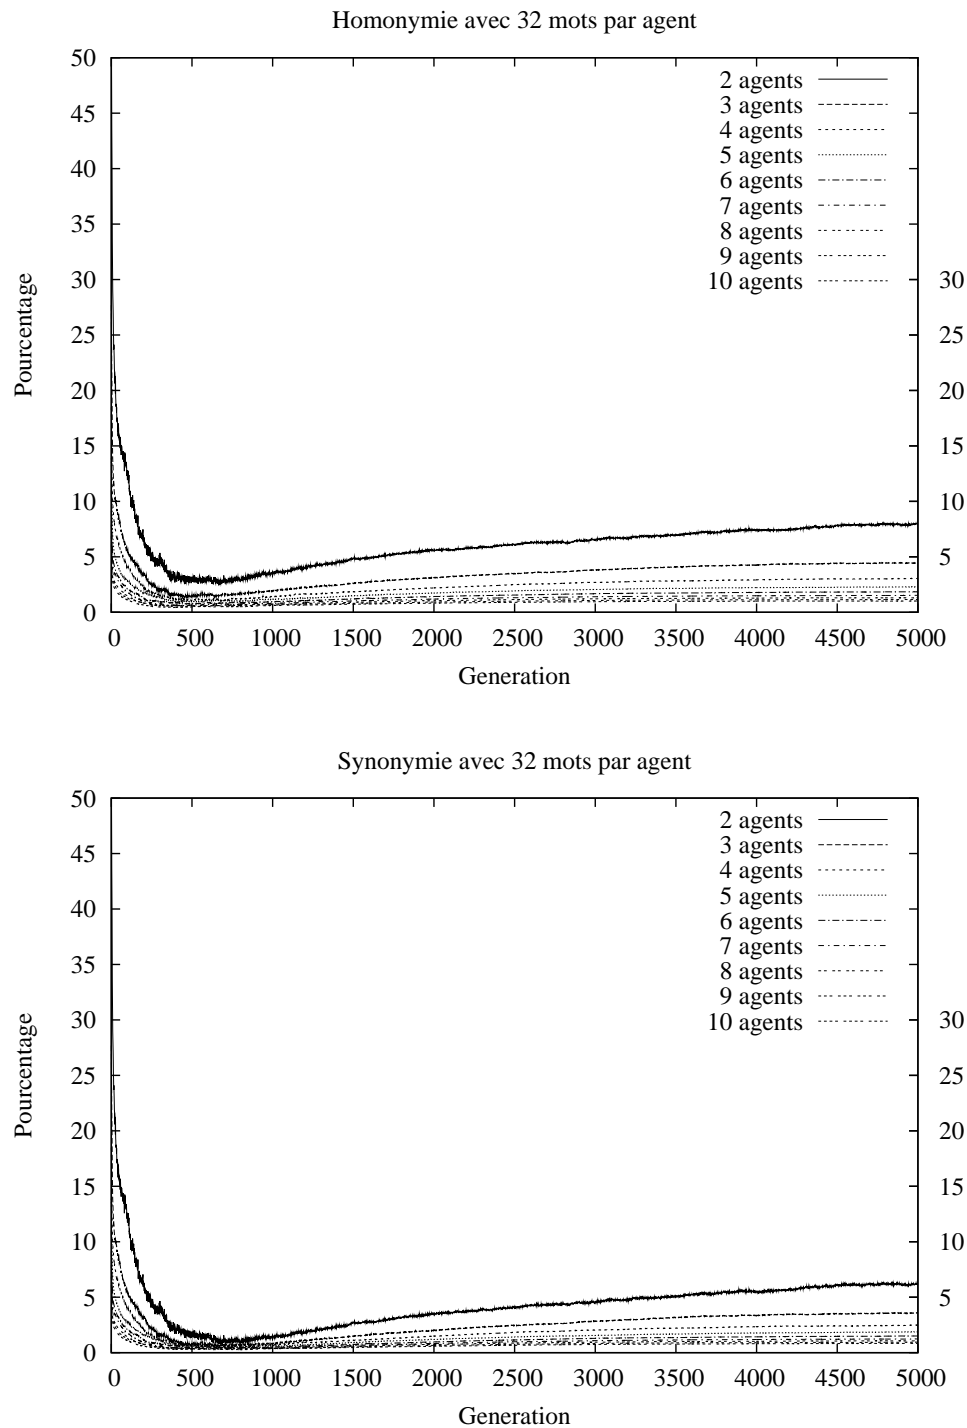 Homonymie avec 32 mots par agent
50
45
40
35
30
25
20
15
10
5
0
Pourcentage
2 agents
3 agents
4 agents
5 agents
6 agents
7 agents
8 agents
9 agents
10 agents
30
25
20
15
10
5
0
0 500 1000 1500 2000 2500 3000 3500 4000 4500 5000
Generation
Synonymie avec 32 mots par agent
50
45
40
35
30
25
20
15
10
5
0
Pourcentage
2 agents
3 agents
4 agents
5 agents
6 agents
7 agents
8 agents
9 agents
10 agents
30
25
20
15
10
5
0
0 500 1000 1500 2000 2500 3000 3500 4000 4500 5000
Generation